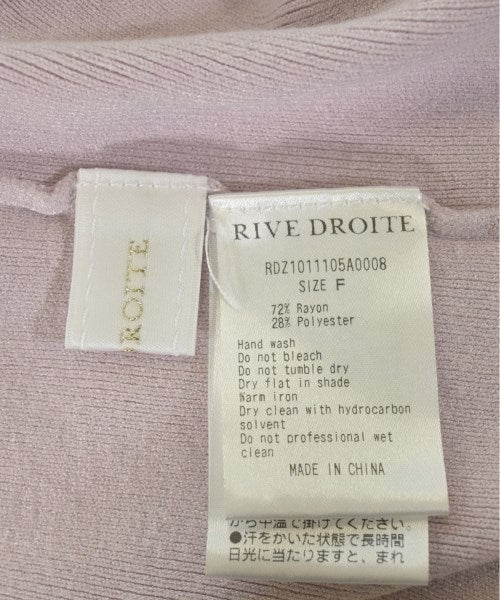 DROITE
RIVE DROITE
RDZ1011105A0008
SIZE F
72% Rayon
28% Polyester
Hand wash
Do not bleach
Do not tumble dry
Dry flat in shade
Warm iron
Dry clean with hydrocarbon
solvent
Do not professional wet
clean
MADE IN CHINA
から中温で掛けてください。
●汗をかいた状態で長時間
日光に当たりますと、まれ